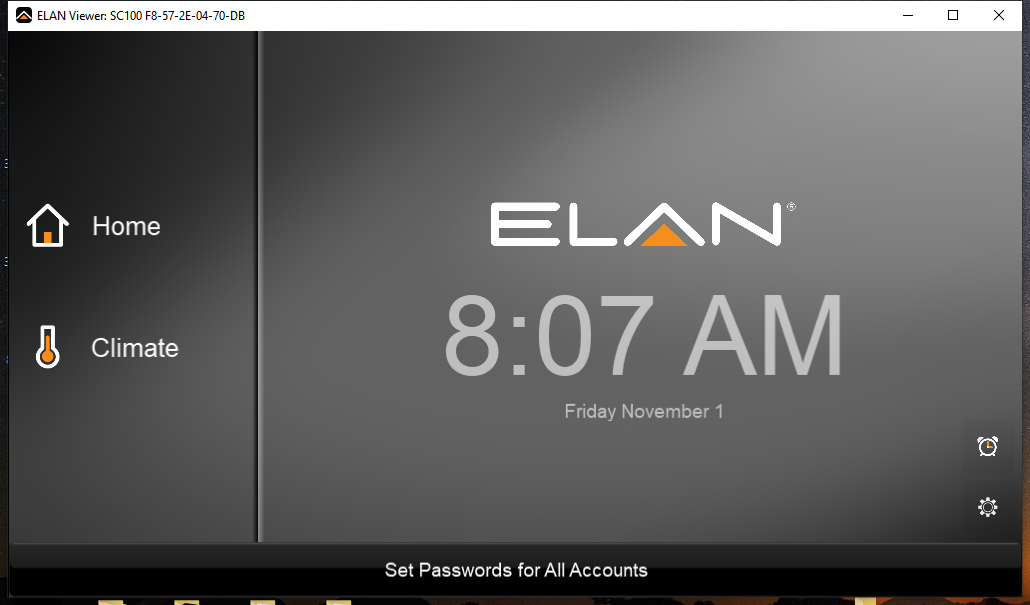 ELAN Viewer: SC100 F8-57-2E-04-70-DB
Home
Climate
ELAN®
8:07 AM
Friday November 1
Set Passwords for All Accounts